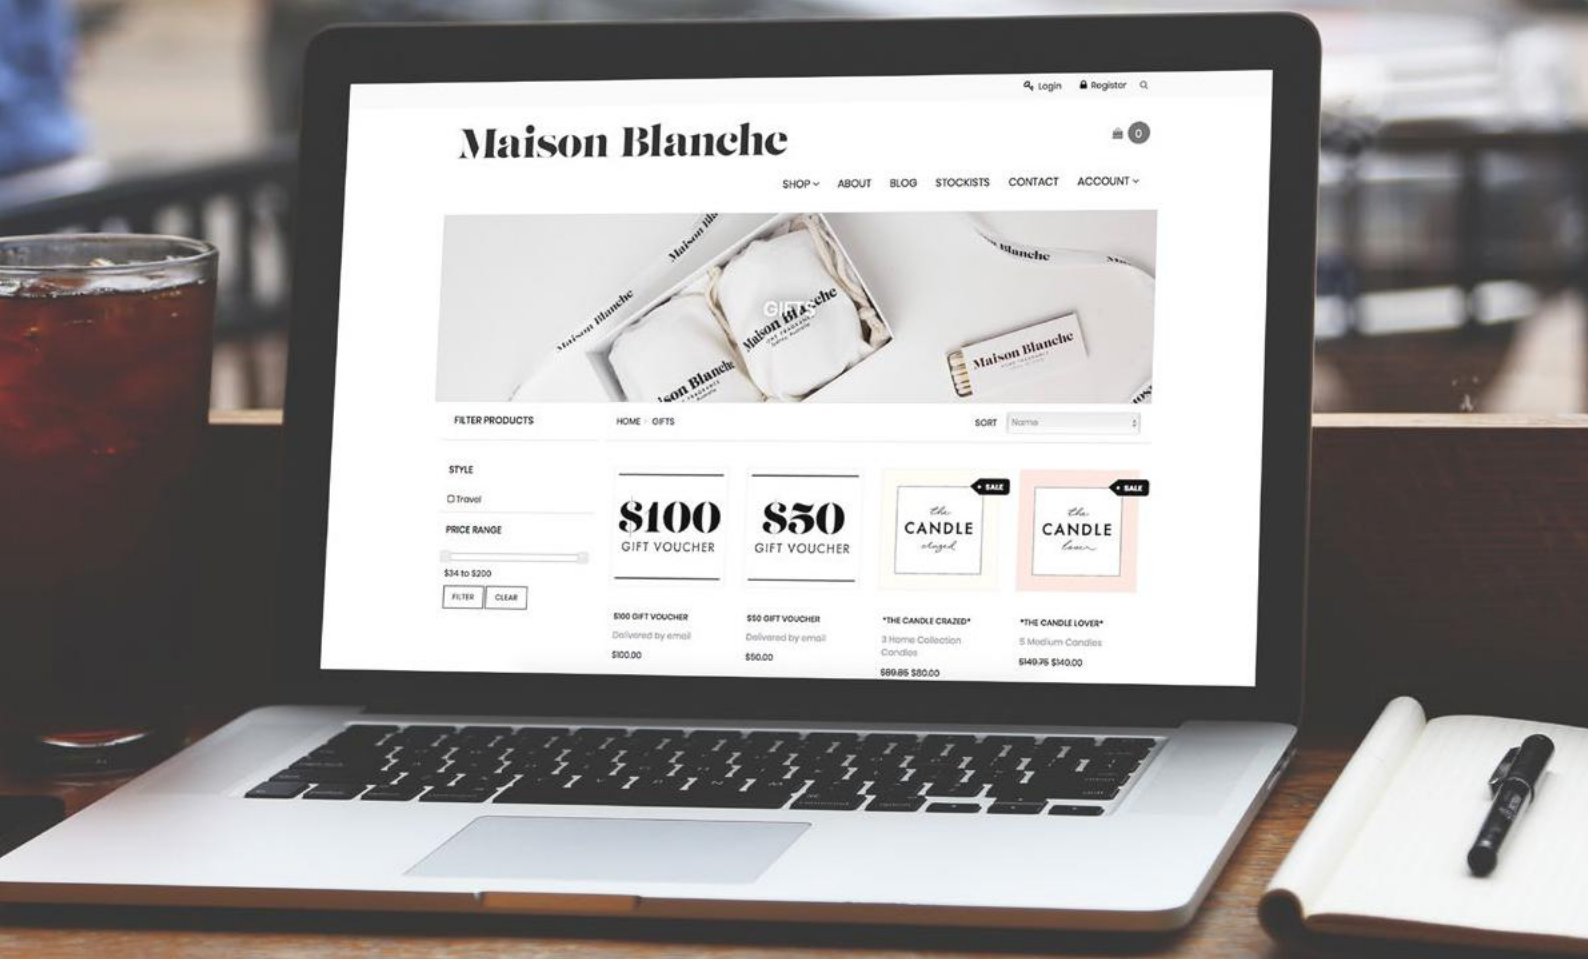 Login Register
Maison Blanche
0
SHOP ABOUT BLOG STOCKISTS CONTACT ACCOUNT
Maison Blanche
Maison
Blanche
GIFTS
Maison Blanche
Maison Blanche
FILTER PRODUCTS
HOME GIFTS
SORT Name
STYLE
Travel
PRICE RANGE
$34 to $200
FILTER CLEAR
$100
GIFT VOUCHER
$100 GIFT VOUCHER
Delivered by email
$100.00
$50
GIFT VOUCHER
$50 GIFT VOUCHER
Delivered by email
$50.00
SALE
the
CANDLE
crazed
*THE CANDLE CRAZED*
3 Home Collection
Candles
$89.85 $80.00
SALE
the
CANDLE
lover
*THE CANDLE LOVER*
5 Medium Candles
$149.75 $140.00